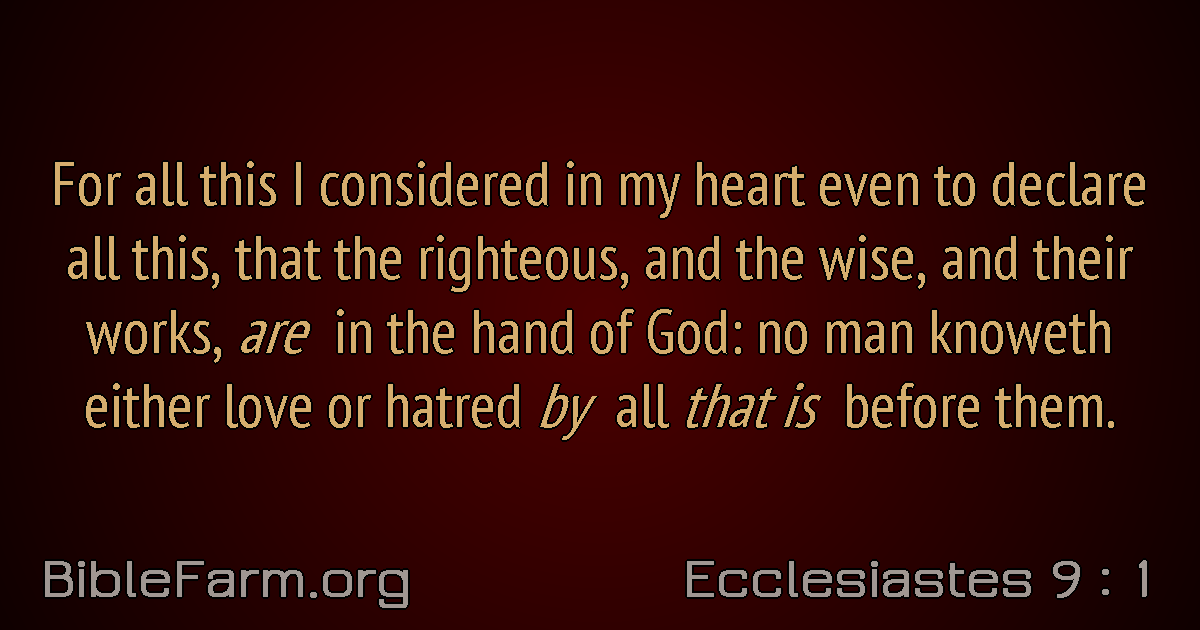 For all this I considered in my heart even to declare
all this, that the righteous, and the wise, and their
works, are in the hand of God: no man knoweth
either love or hatred by all that is before them.
BibleFarm.org
Ecclesiastes 9 : 1